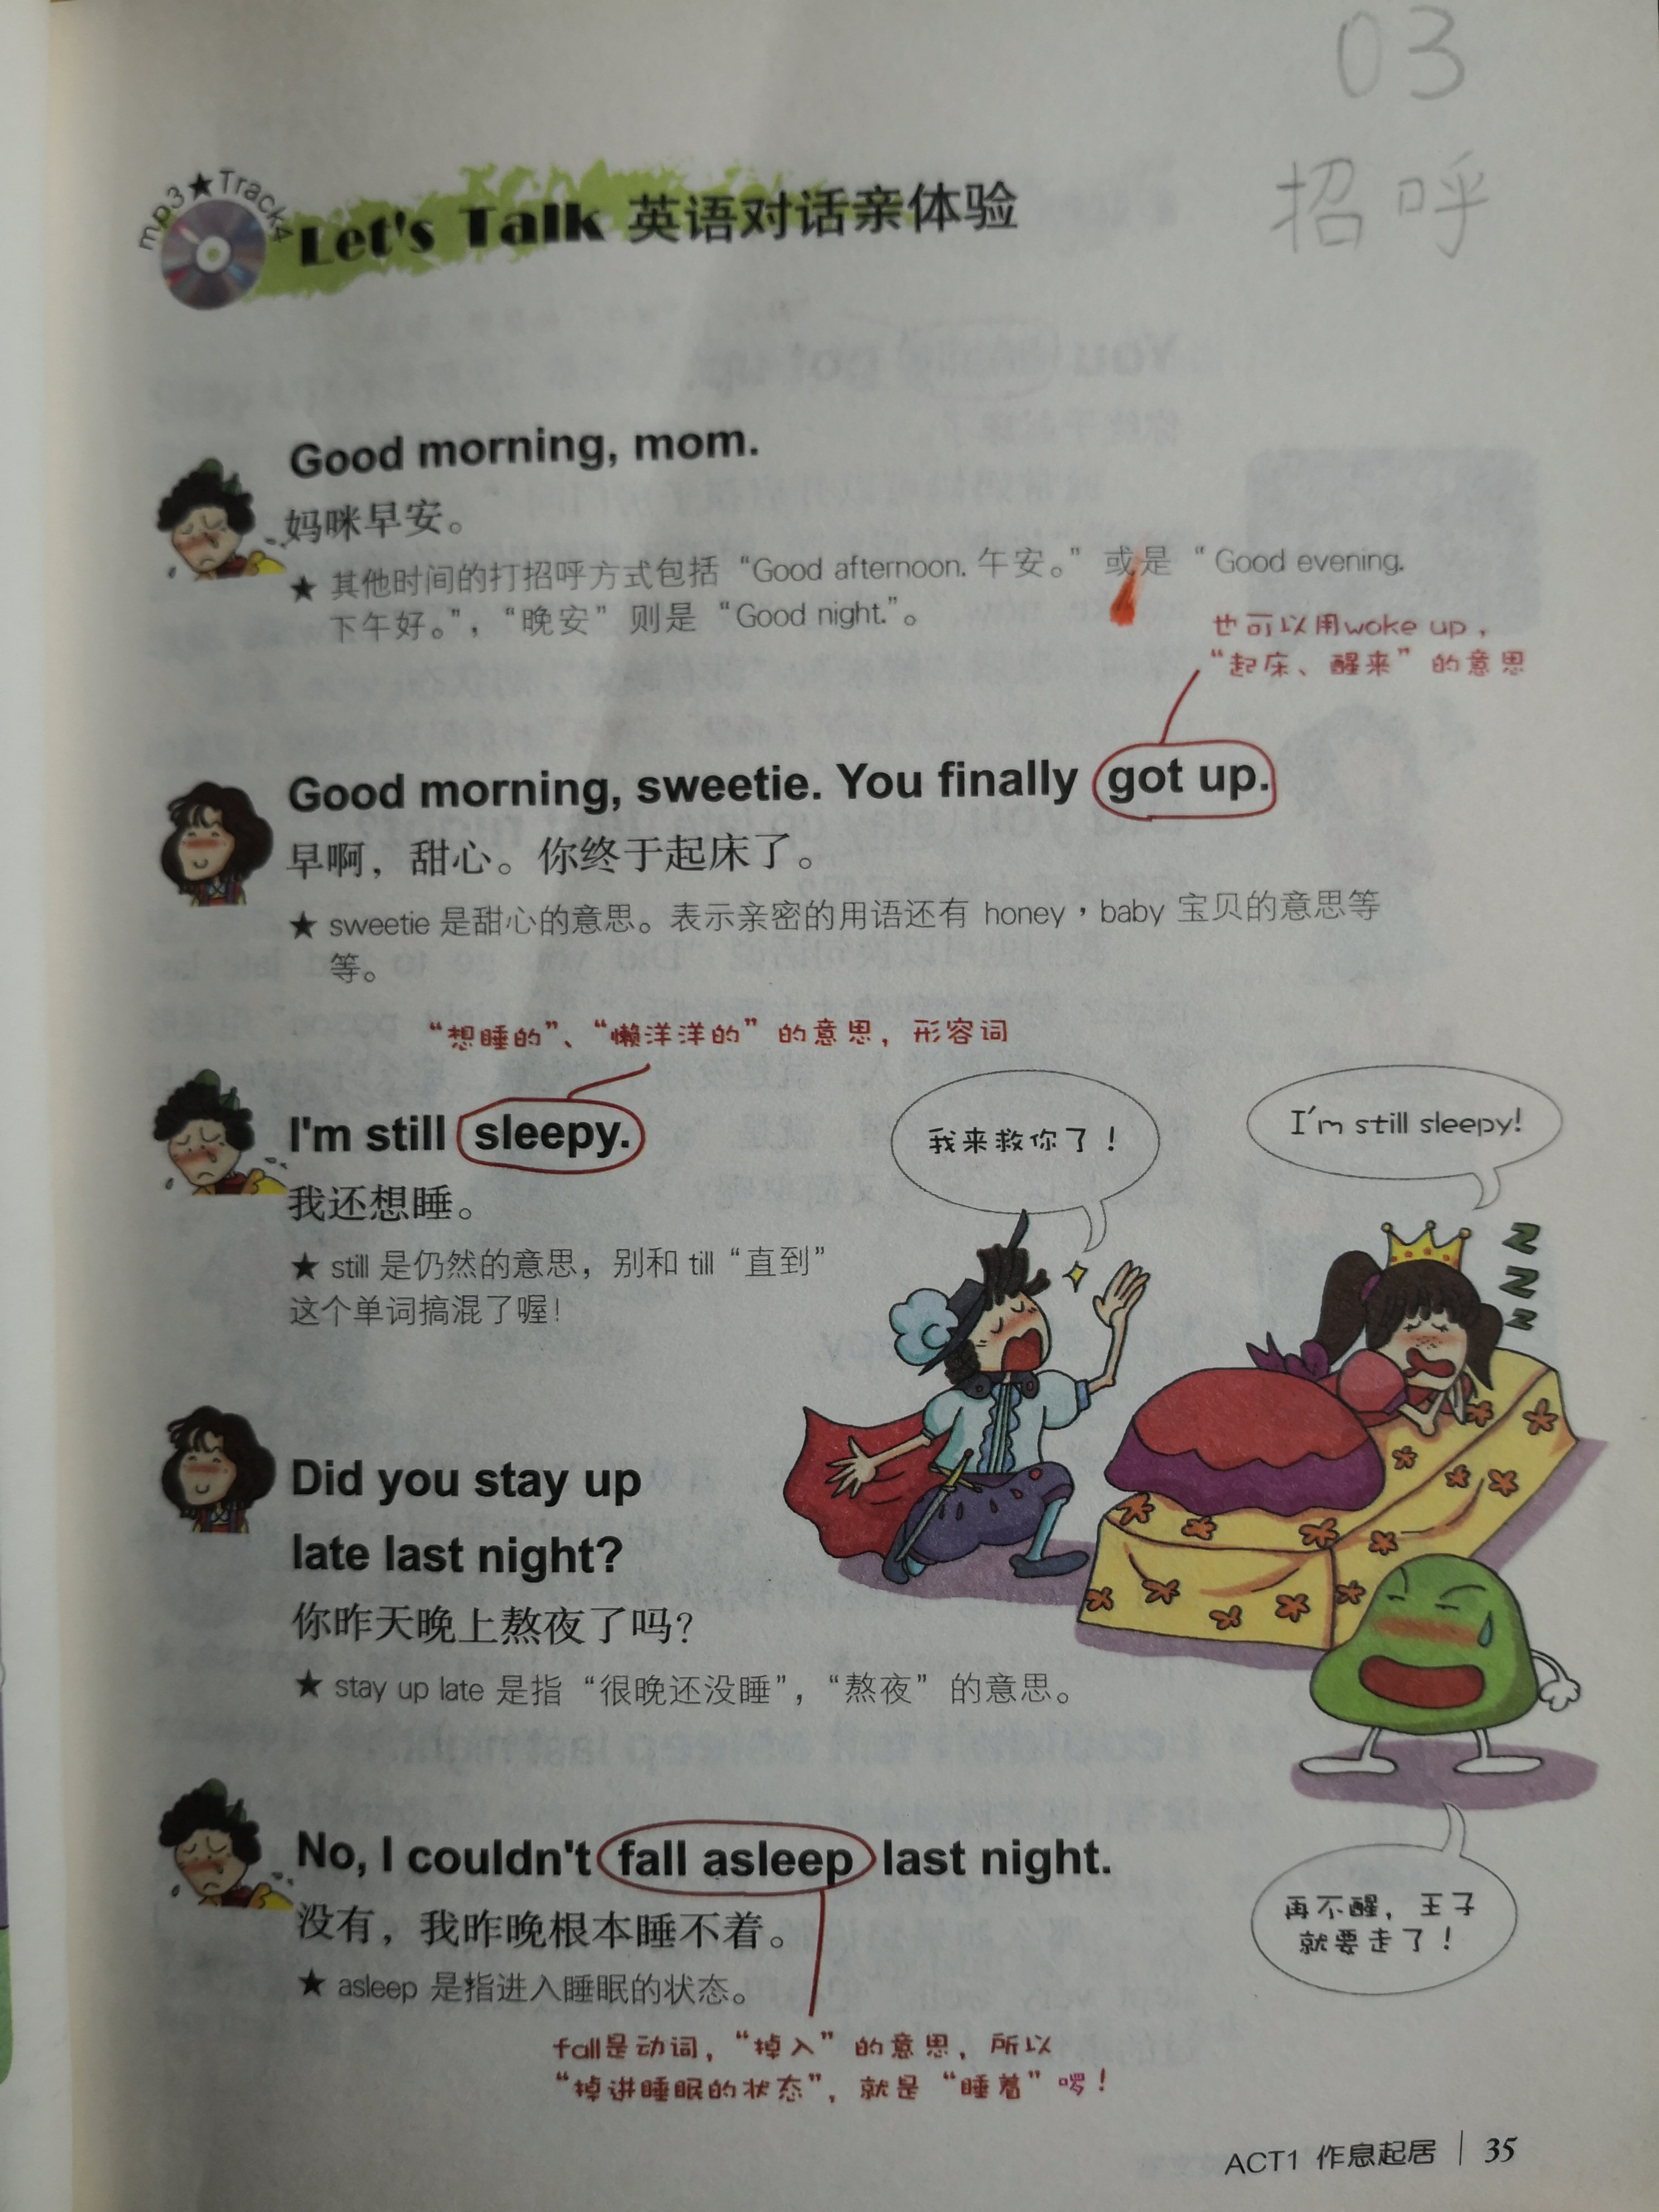 03
招呼
mp3★Track4
Let's Talk 英语对话亲体验
Good morning, mom.
妈咪早安。
★ 其他时间的打招呼方式包括“Good afternoon. 午安。”或是“Good evening.
下午好。”，“晚安”则是“Good night.”。
也可以用woke up，
“起床、醒来”的意思
Good morning, sweetie. You finally got up.
早啊，甜心。你终于起床了。
★ sweetie 是甜心的意思。表示亲密的用语还有 honey，baby 宝贝的意思等
等。
“想睡的”、“懒洋洋的”的意思，形容词
I'm still sleepy.
我还想睡。
★ still 是仍然的意思，别和 till“直到”
这个单词搞混了喔！
我来救你了！
I'm still sleepy!
Z
Z
Z
Did you stay up
late last night?
你昨天晚上熬夜了吗？
★ stay up late 是指“很晚还没睡”，“熬夜”的意思。
No, I couldn't fall asleep last night.
没有，我昨晚根本睡不着。
★ asleep 是指进入睡眠的状态。
fall是动词，“掉入”的意思，所以
“掉进睡眠的状态”，就是“睡着”啰！
再不醒，王子
就要走了！
ACT1 作息起居 | 35